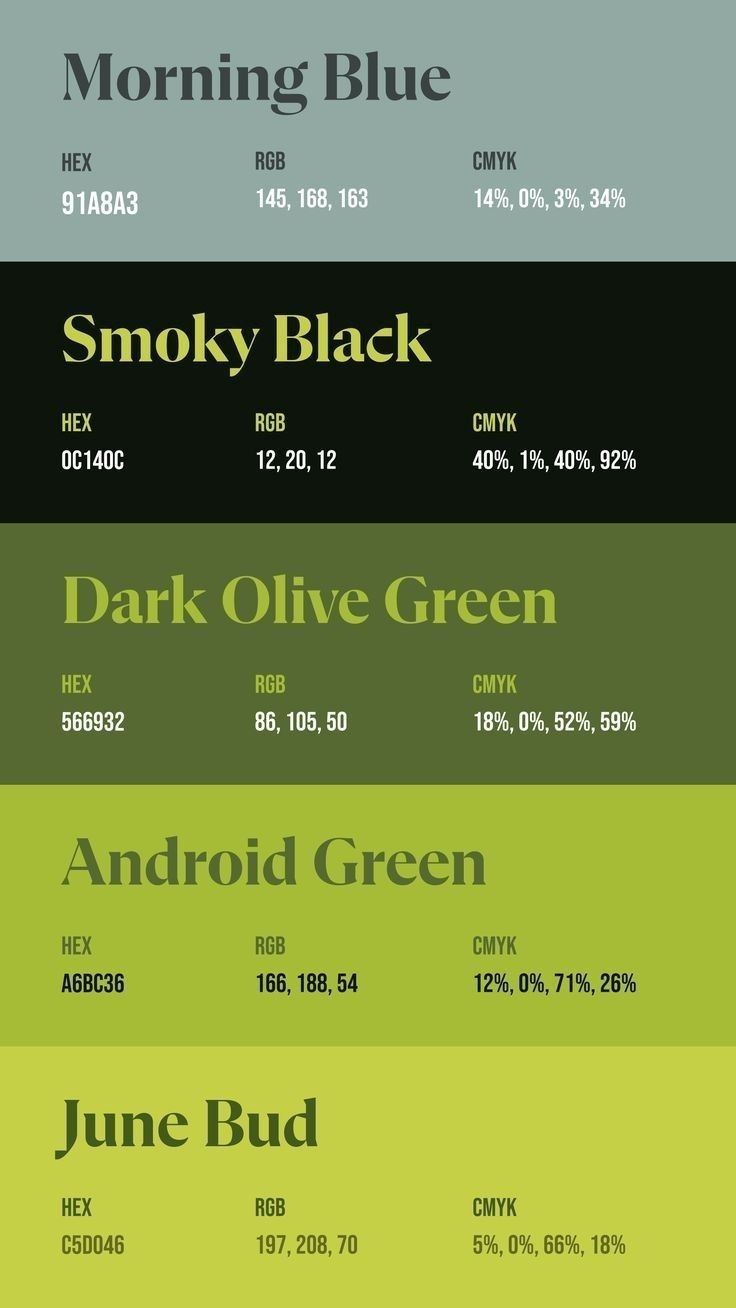 Morning Blue
HEX RGB CMYK
91A8A3 145, 168, 163 14%, 0%, 3%, 34%
Smoky Black
HEX RGB CMYK
0C140C 12, 20, 12 40%, 1%, 40%, 92%
Dark Olive Green
HEX RGB CMYK
566932 86, 105, 50 18%, 0%, 52%, 59%
Android Green
HEX RGB CMYK
A6BC36 166, 188, 54 12%, 0%, 71%, 26%
June Bud
HEX RGB CMYK
C5D046 197, 208, 70 5%, 0%, 66%, 18%